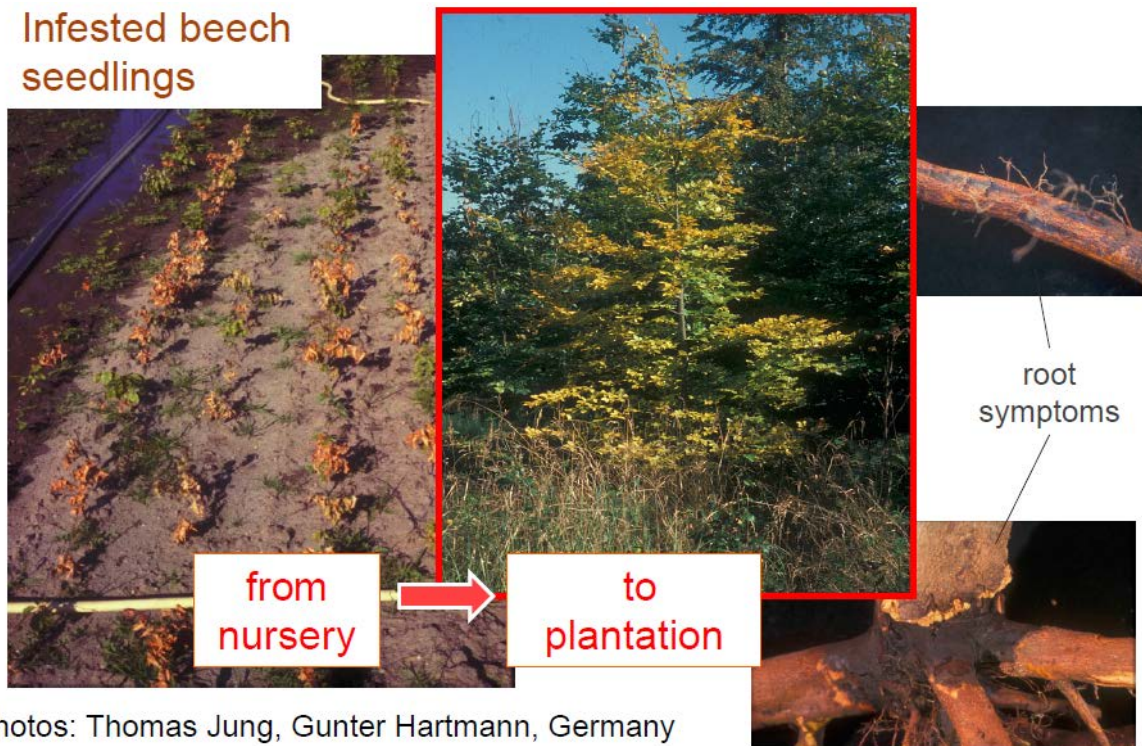 Infested beech
seedlings
root
symptoms
from
nursery
to
plantation
hotos: Thomas Jung, Gunter Hartmann, Germany